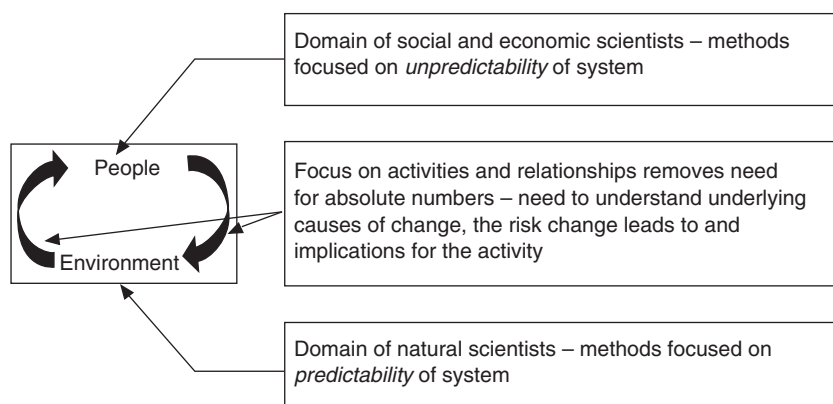 Domain of social and economic scientists – methods
focused on unpredictability of system
People
Environment
Focus on activities and relationships removes need
for absolute numbers – need to understand underlying
causes of change, the risk change leads to and
implications for the activity
Domain of natural scientists – methods focused on
predictability of system